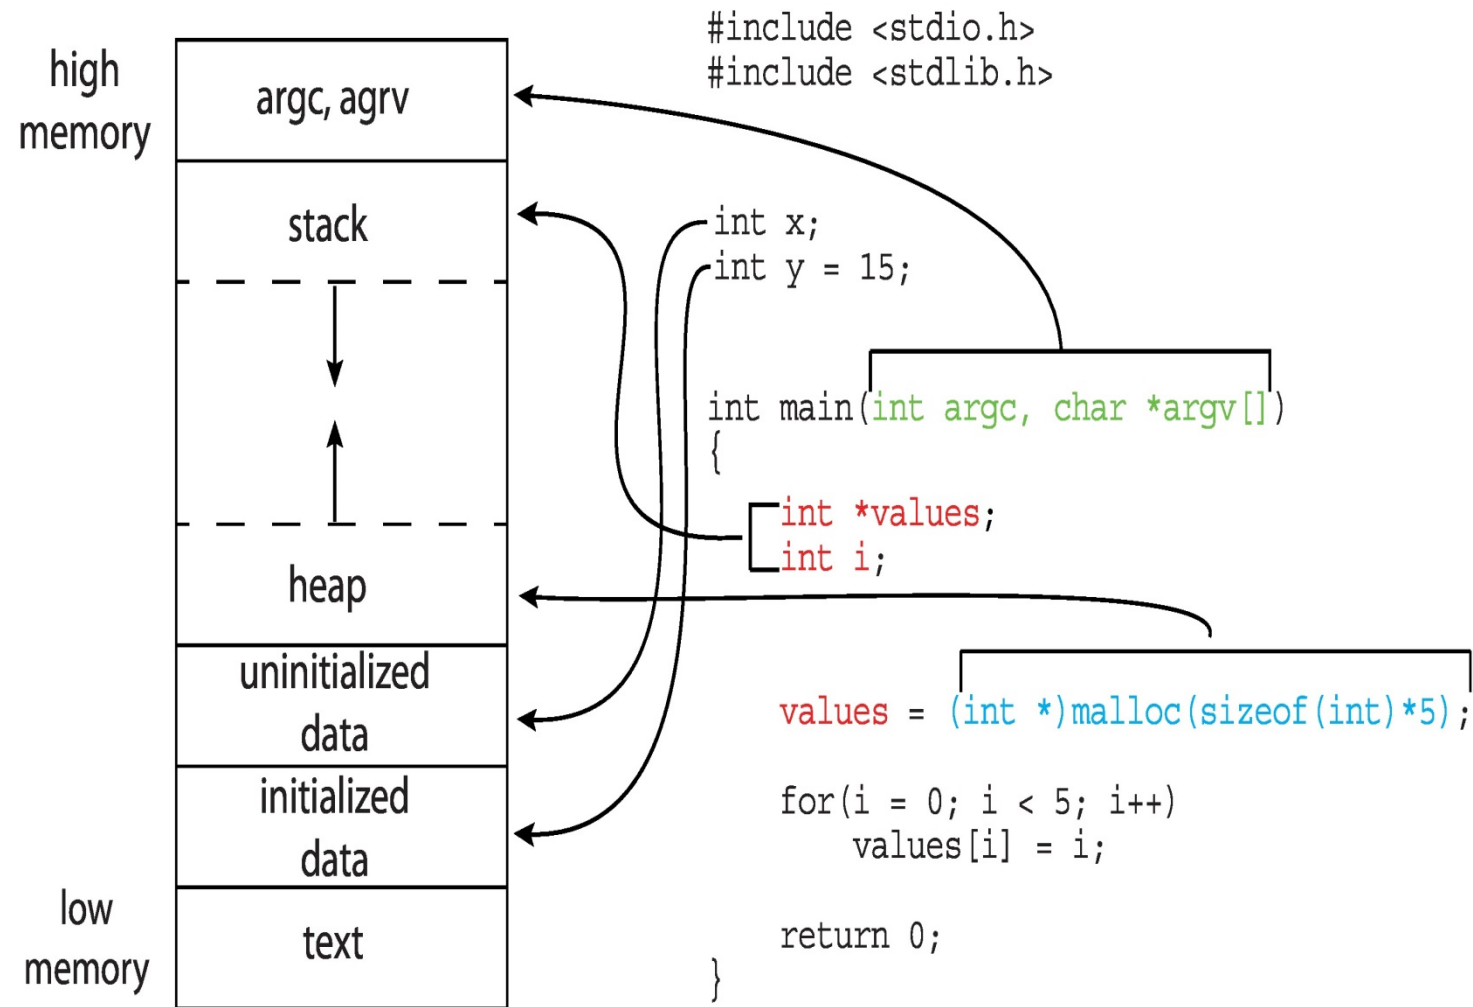 high
memory
argc, agrv
stack
heap
uninitialized
data
initialized
data
text
low
memory
#include <stdio.h>
#include <stdlib.h>
int x;
int y = 15;
int main(int argc, char *argv[])
{
int *values;
int i;
values = (int *)malloc(sizeof(int)*5);
for(i = 0; i < 5; i++)
values[i] = i;
return 0;
}